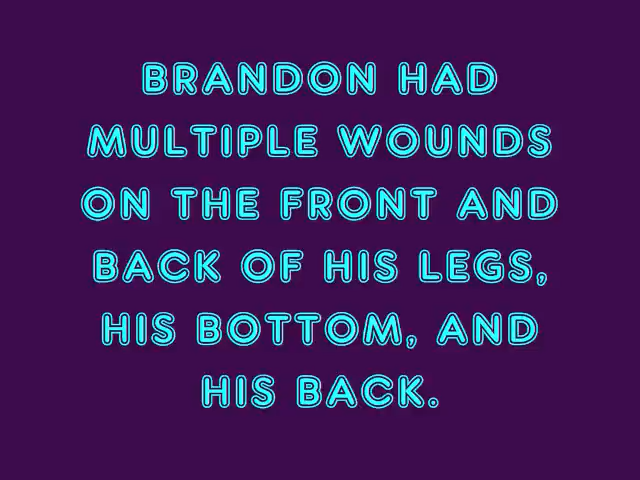 BRANDON HAD
MULTIPLE WOUNDS
ON THE FRONT AND
BACK OF HIS LEGS,
HIS BOTTOM, AND
HIS BACK.